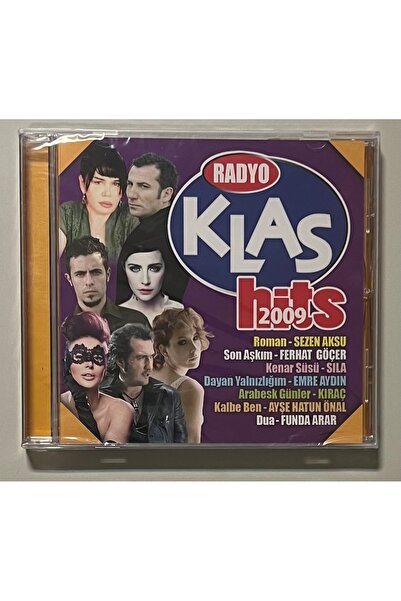 RADYO
KLAS
hits
2009
Roman - SEZEN AKSU
Son Aşkım - FERHAT GÖÇER
Kenar Süsü - SILA
Dayan Yalnızlığım - EMRE AYDIN
Arabesk Günler - KIRAÇ
Kalbe Ben - AYŞE HATUN ÖNAL
Dua - FUNDA ARAR